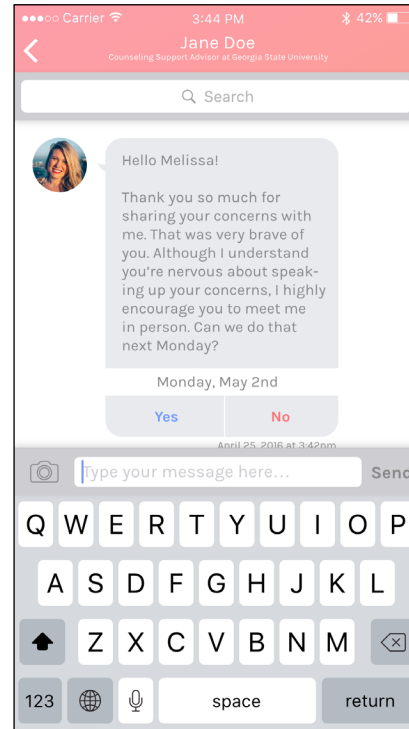 Carrier 3:44 PM 42%
Jane Doe
Counseling Support Advisor at Georgia State University
Search
Hello Melissa!
Thank you so much for
sharing your concerns with
me. That was very brave of
you. Although I understand
you're nervous about speak-
ing up your concerns, I highly
encourage you to meet me
in person. Can we do that
next Monday?
Monday, May 2nd
Yes No
April 25, 2016 at 3:42pm
Type your message here... Send
Q W E R T Y U I O P
A S D F G H J K L
Z X C V B N M
123 space return